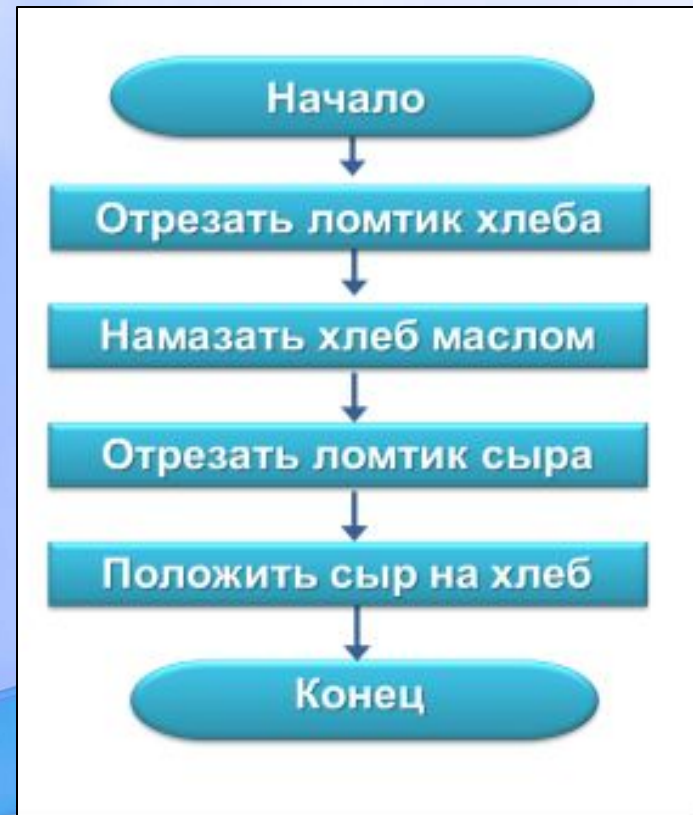 Начало
Отрезать ломтик хлеба
Намазать хлеб маслом
Отрезать ломтик сыра
Положить сыр на хлеб
Конец